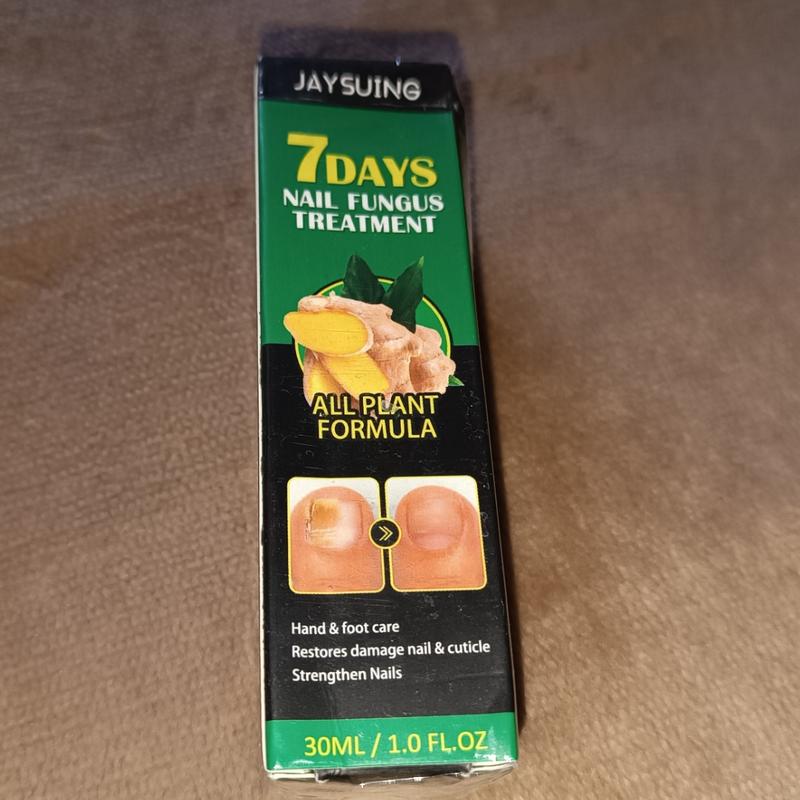 JAYSUING
7DAYS
NAIL FUNGUS
TREATMENT
ALL PLANT
FORMULA
Hand & foot care
Restores damage nail & cuticle
Strengthen Nails
30ML / 1.0 FL.OZ